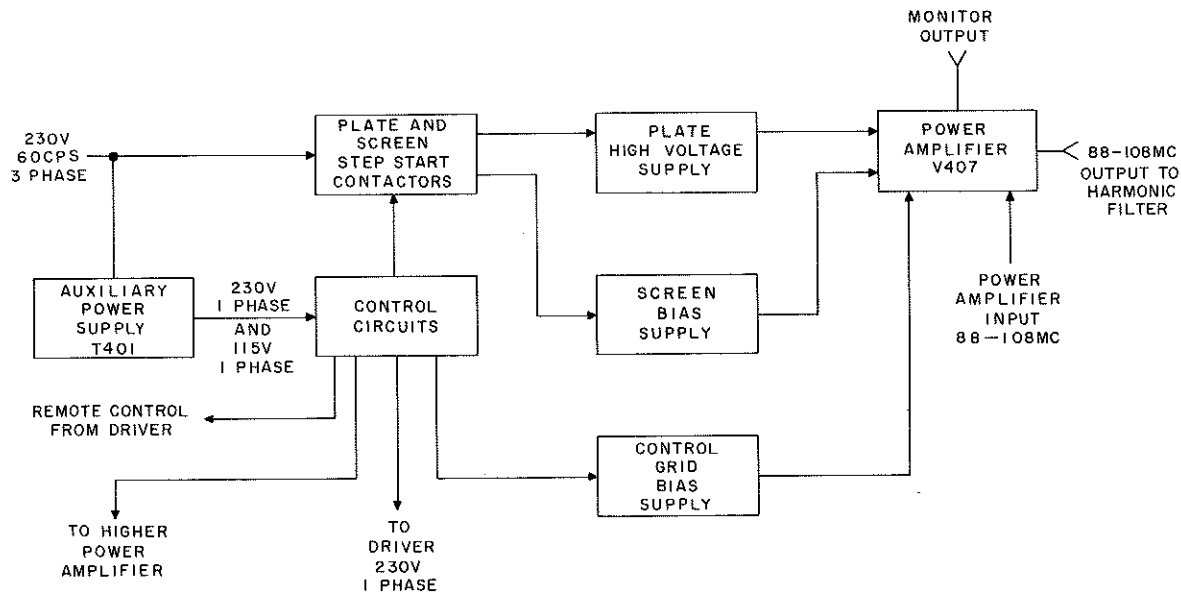 MONITOR
OUTPUT
230V
60CPS
3 PHASE
PLATE AND
SCREEN
STEP START
CONTACTORS
PLATE
HIGH VOLTAGE
SUPPLY
POWER
AMPLIFIER
V407
88-108MC
OUTPUT TO
HARMONIC
FILTER
AUXILIARY
POWER
SUPPLY
T401
230V
1 PHASE
AND
115V
1 PHASE
CONTROL
CIRCUITS
SCREEN
BIAS
SUPPLY
POWER
AMPLIFIER
INPUT
88-108MC
REMOTE CONTROL
FROM DRIVER
CONTROL
GRID
BIAS
SUPPLY
TO HIGHER
POWER
AMPLIFIER
TO
DRIVER
230V
1 PHASE